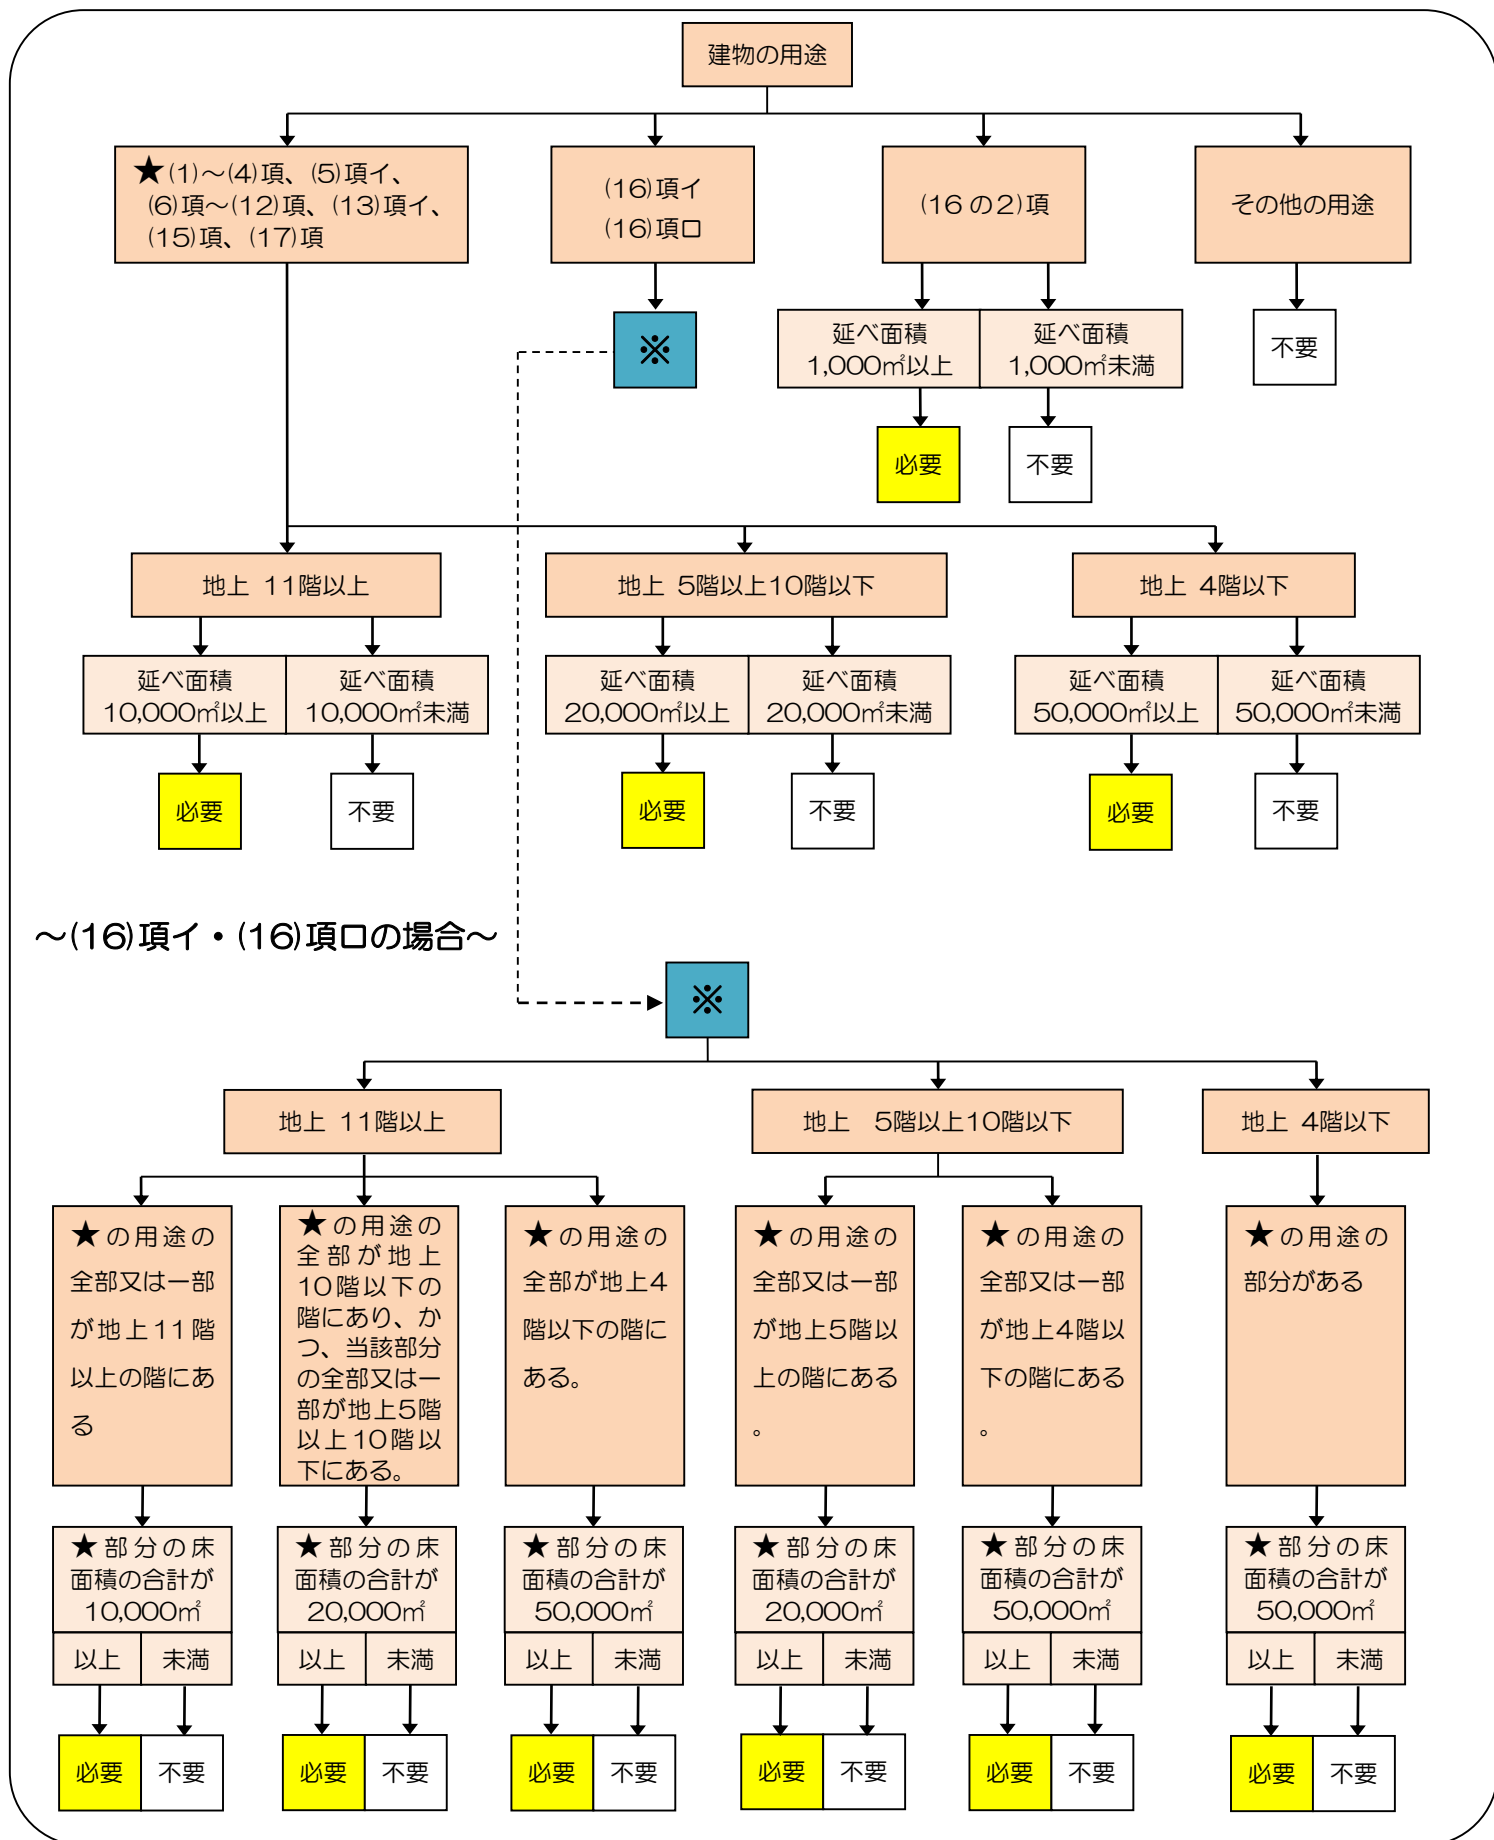 建物の用途
★(1)～(4)項、(5)項イ、
(6)項～(12)項、(13)項イ、
(15)項、(17)項
(16)項イ
(16)項ロ
(16の2)項
その他の用途
※
延べ面積
1,000㎡以上
延べ面積
1,000㎡未満
不要
必要
不要
地上 11階以上
地上 5階以上10階以下
地上 4階以下
延べ面積
10,000㎡以上
延べ面積
10,000㎡未満
延べ面積
20,000㎡以上
延べ面積
20,000㎡未満
延べ面積
50,000㎡以上
延べ面積
50,000㎡未満
必要
不要
必要
不要
必要
不要
～(16)項イ・(16)項ロの場合～
※
地上 11階以上
地上 5階以上10階以下
地上 4階以下
★の用途の
全部又は一部
が地上11階
以上の階にあ
る
★の用途の
全部が地上
10階以下の
階にあり、か
つ、当該部分
の全部又は一
部が地上5階
以上10階以
下にある。
★の用途の
全部が地上4
階以下の階に
ある。
★の用途の
全部又は一部
が地上5階以
上の階にある
。
★の用途の
全部又は一部
が地上4階以
下の階にある
。
★の用途の
部分がある
★部分の床
面積の合計が
10,000㎡
★部分の床
面積の合計が
20,000㎡
★部分の床
面積の合計が
50,000㎡
★部分の床
面積の合計が
20,000㎡
★部分の床
面積の合計が
50,000㎡
★部分の床
面積の合計が
50,000㎡
以上
未満
以上
未満
以上
未満
以上
未満
以上
未満
以上
未満
必要
不要
必要
不要
必要
不要
必要
不要
必要
不要
必要
不要